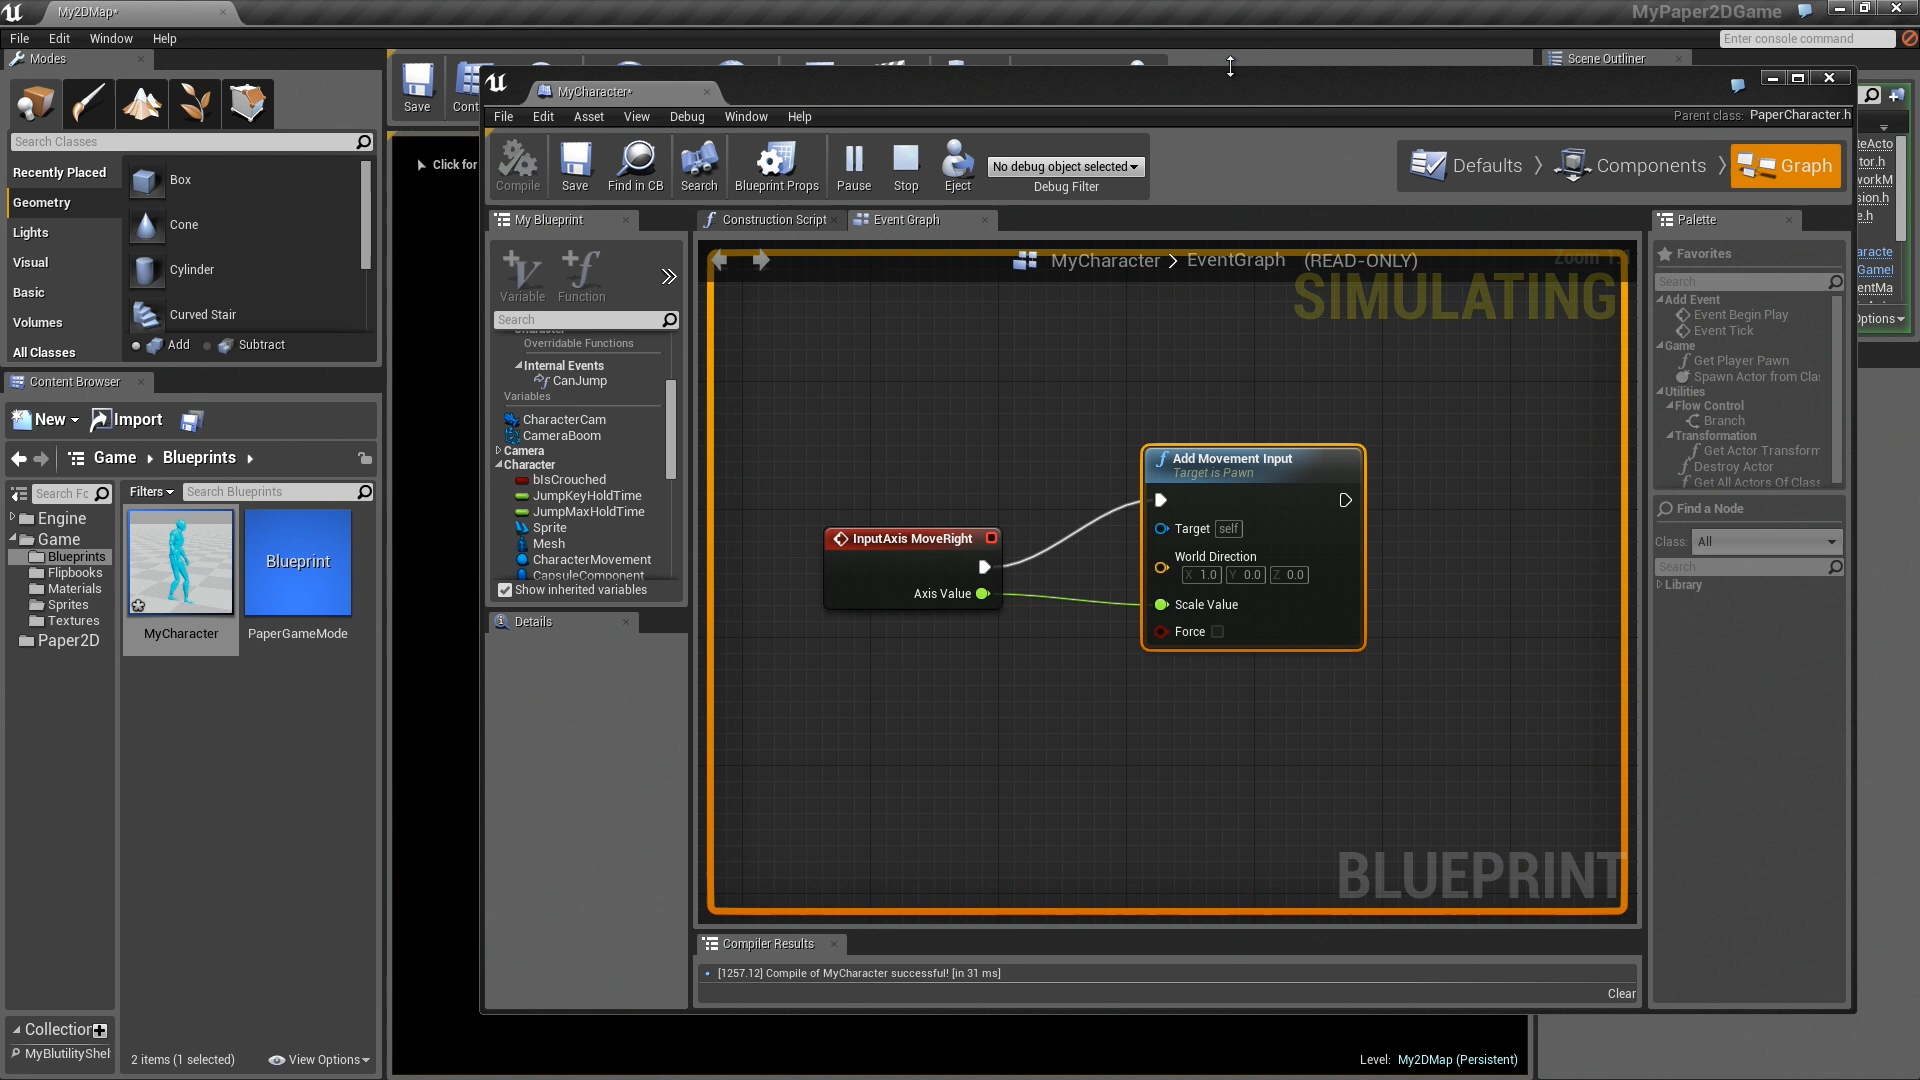 My2DMap*
MyPaper2DGame
File Edit Window Help
Enter console command
Modes
Scene Outliner
Save
Search Classes
Recently Placed
Geometry
Lights
Visual
Basic
Volumes
All Classes
Box
Cone
Cylinder
Curved Stair
Add Subtract
Click for
MyCharacter*
File Edit Asset View Debug Window Help
Parent class: PaperCharacter.h
Compile
Save
Find in CB
Search
Blueprint Props
Pause
Stop
Eject
No debug object selected
Debug Filter
Defaults
Components
Graph
My Blueprint
Construction Script
Event Graph
Palette
Variable
Function
Search
Overridable Functions
Internal Events
CanJump
Variables
CharacterCam
CameraBoom
Camera
Character
bIsCrouched
JumpKeyHoldTime
JumpMaxHoldTime
Sprite
Mesh
CharacterMovement
CapsuleComponent
Show inherited variables
Details
MyCharacter > EventGraph (READ-ONLY)
SIMULATING
InputAxis MoveRight
Axis Value
Add Movement Input
Target is Pawn
Target self
World Direction
X 1.0 Y 0.0 Z 0.0
Scale Value
Force
BLUEPRINT
Compiler Results
[1257.12] Compile of MyCharacter successful! [in 31 ms]
Clear
Favorites
Search
Add Event
Event Begin Play
Event Tick
Game
Get Player Pawn
Spawn Actor from Cla
Utilities
Flow Control
Branch
Transformation
Get Actor Transform
Destroy Actor
Get All Actors Of Class
Find a Node
Class: All
Search
Library
Content Browser
New Import
Game Blueprints
Filters Search Blueprints
Engine
Game
Blueprints
Flipbooks
Materials
Sprites
Textures
Paper2D
Blueprint
MyCharacter
PaperGameMode
Collection
MyBlutilityShel
2 items (1 selected)
View Options
Level: My2DMap (Persistent)